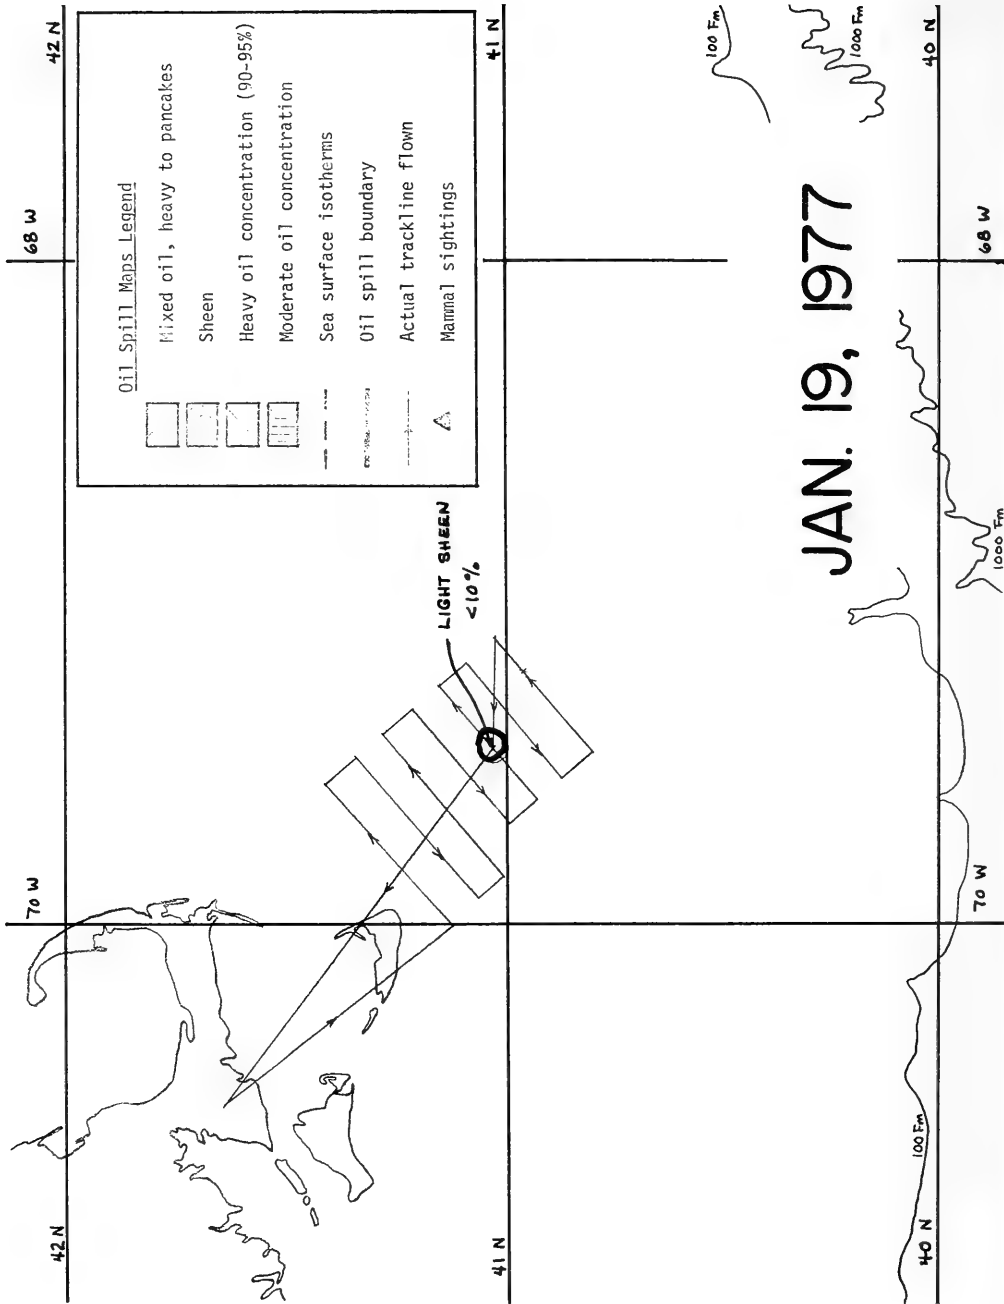 42 N
68 W
Oil Spill Maps Legend
Mixed oil, heavy to pancakes
Sheen
Heavy oil concentration (90-95%)
Moderate oil concentration
Sea surface isotherms
Oil spill boundary
Actual trackline flown
Mammal sightings
41 N
100 Fm
1000 Fm
40 N
68 W
JAN. 19, 1977
LIGHT SHEEN
<10%
1000 Fm
70 W
70 W
42 N
41 N
100 Fm
40 N